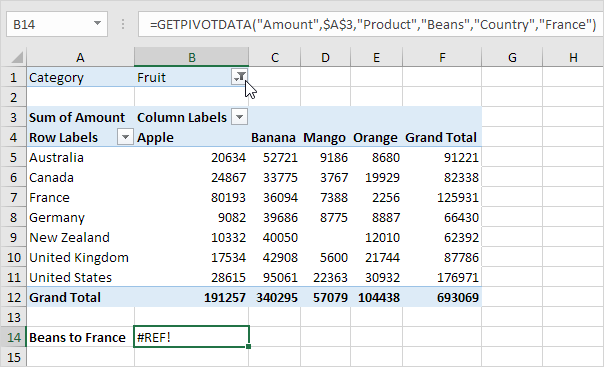 B14 =GETPIVOTDATA("Amount",$A$3,"Product","Beans","Country","France")
A B C D E F G H
1 Category Fruit
2
3 Sum of Amount Column Labels
4 Row Labels Apple Banana Mango Orange Grand Total
5 Australia 20634 52721 9186 8680 91221
6 Canada 24867 33775 3767 19929 82338
7 France 80193 36094 7388 2256 125931
8 Germany 9082 39686 8775 8887 66430
9 New Zealand 10332 40050 12010 62392
10 United Kingdom 17534 42908 5600 21744 87786
11 United States 28615 95061 22363 30932 176971
12 Grand Total 191257 340295 57079 104438 693069
13
14 Beans to France #REF!
15